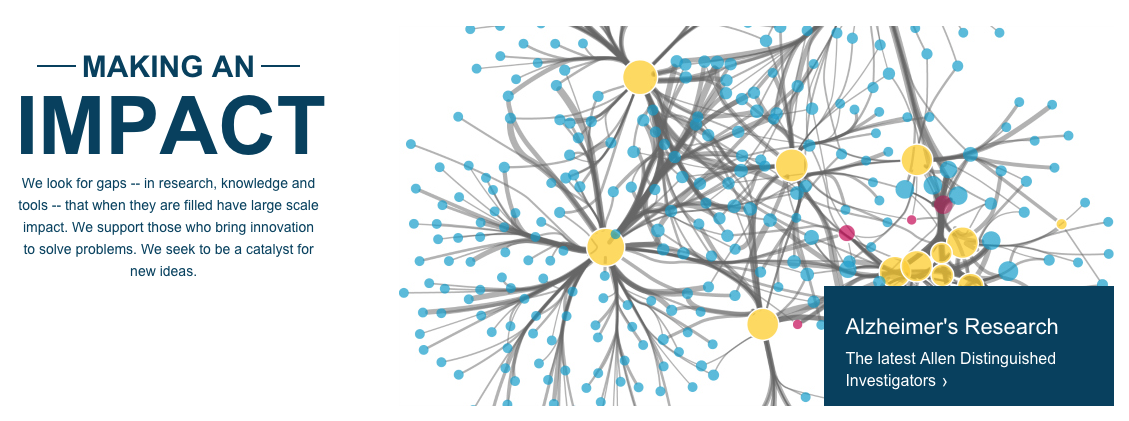 MAKING AN
IMPACT
We look for gaps -- in research, knowledge and
tools -- that when they are filled have large scale
impact. We support those who bring innovation
to solve problems. We seek to be a catalyst for
new ideas.
Alzheimer's Research
The latest Allen Distinguished
Investigators ›